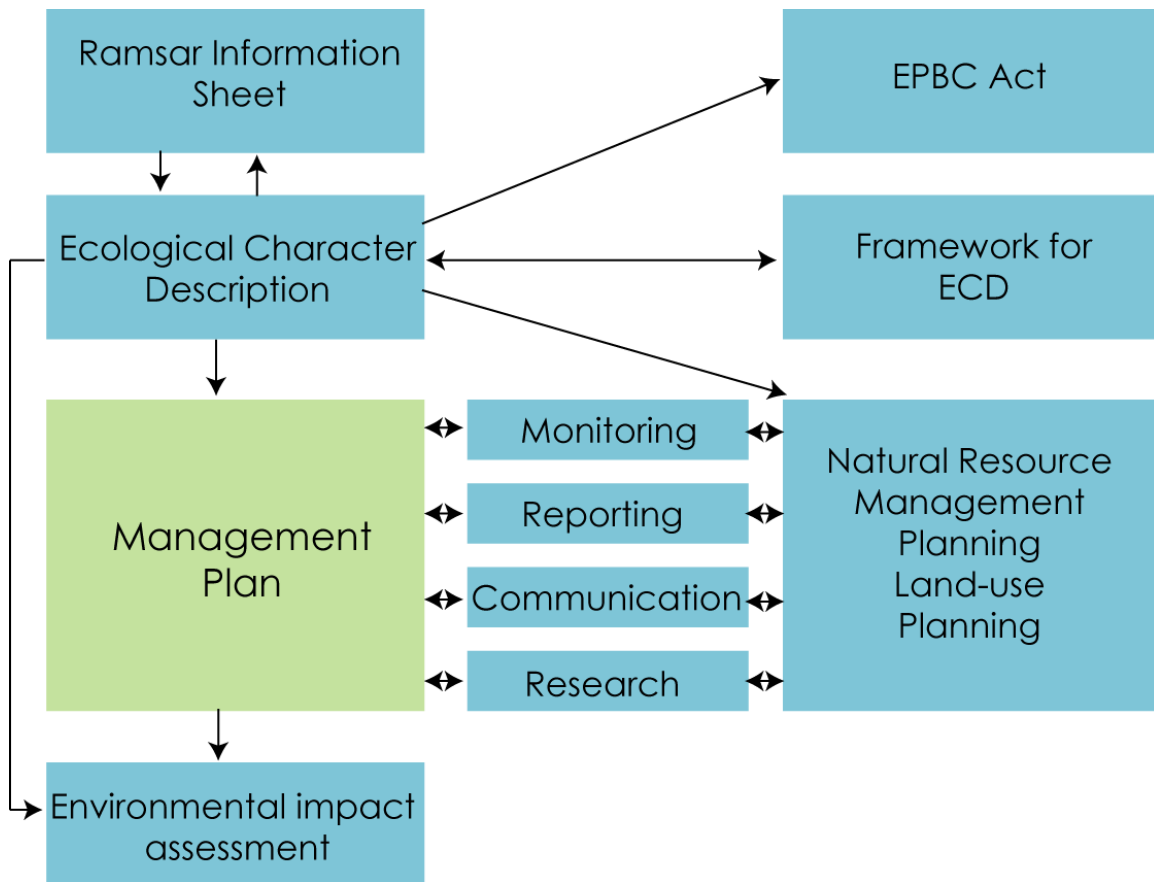 Ramsar Information
Sheet
EPBC Act
Ecological Character
Description
Framework for
ECD
Management
Plan
Monitoring
Reporting
Communication
Research
Natural Resource
Management
Planning
Land-use
Planning
Environmental impact
assessment